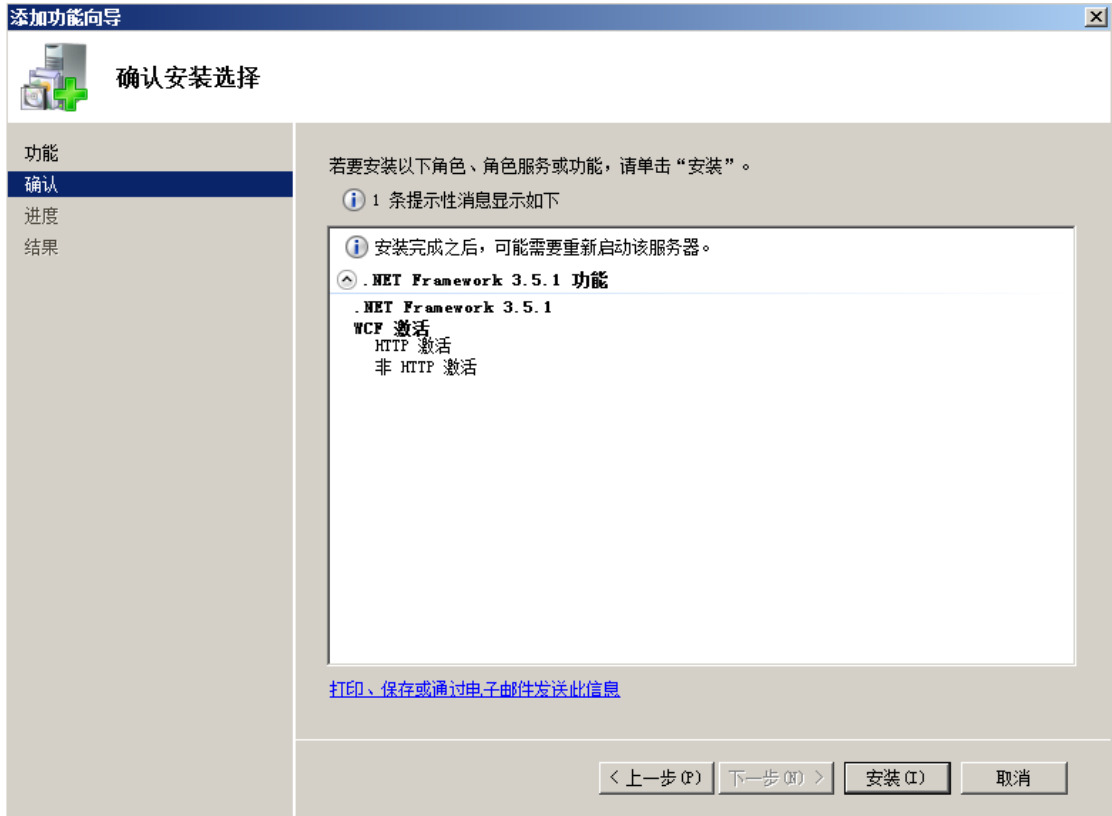 添加功能向导
确认安装选择
功能
确认
进度
结果
若要安装以下角色、角色服务或功能，请单击“安装”。
1 条提示性消息显示如下
安装完成之后，可能需要重新启动该服务器。
.NET Framework 3.5.1 功能
.NET Framework 3.5.1
WCF 激活
HTTP 激活
非 HTTP 激活
打印、保存或通过电子邮件发送此信息
< 上一步(P) 下一步(N) > 安装(I) 取消